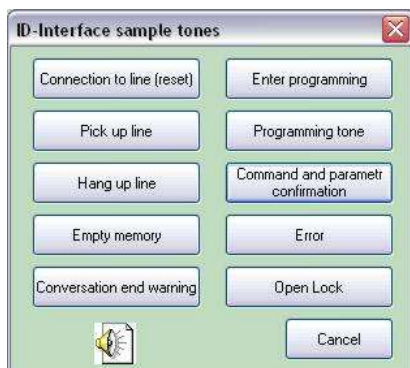 ID-Interface sample tones
Connection to line (reset)
Enter programming
Pick up line
Programming tone
Hang up line
Command and parametr
confirmation
Empty memory
Error
Conversation end warning
Open Lock
Cancel